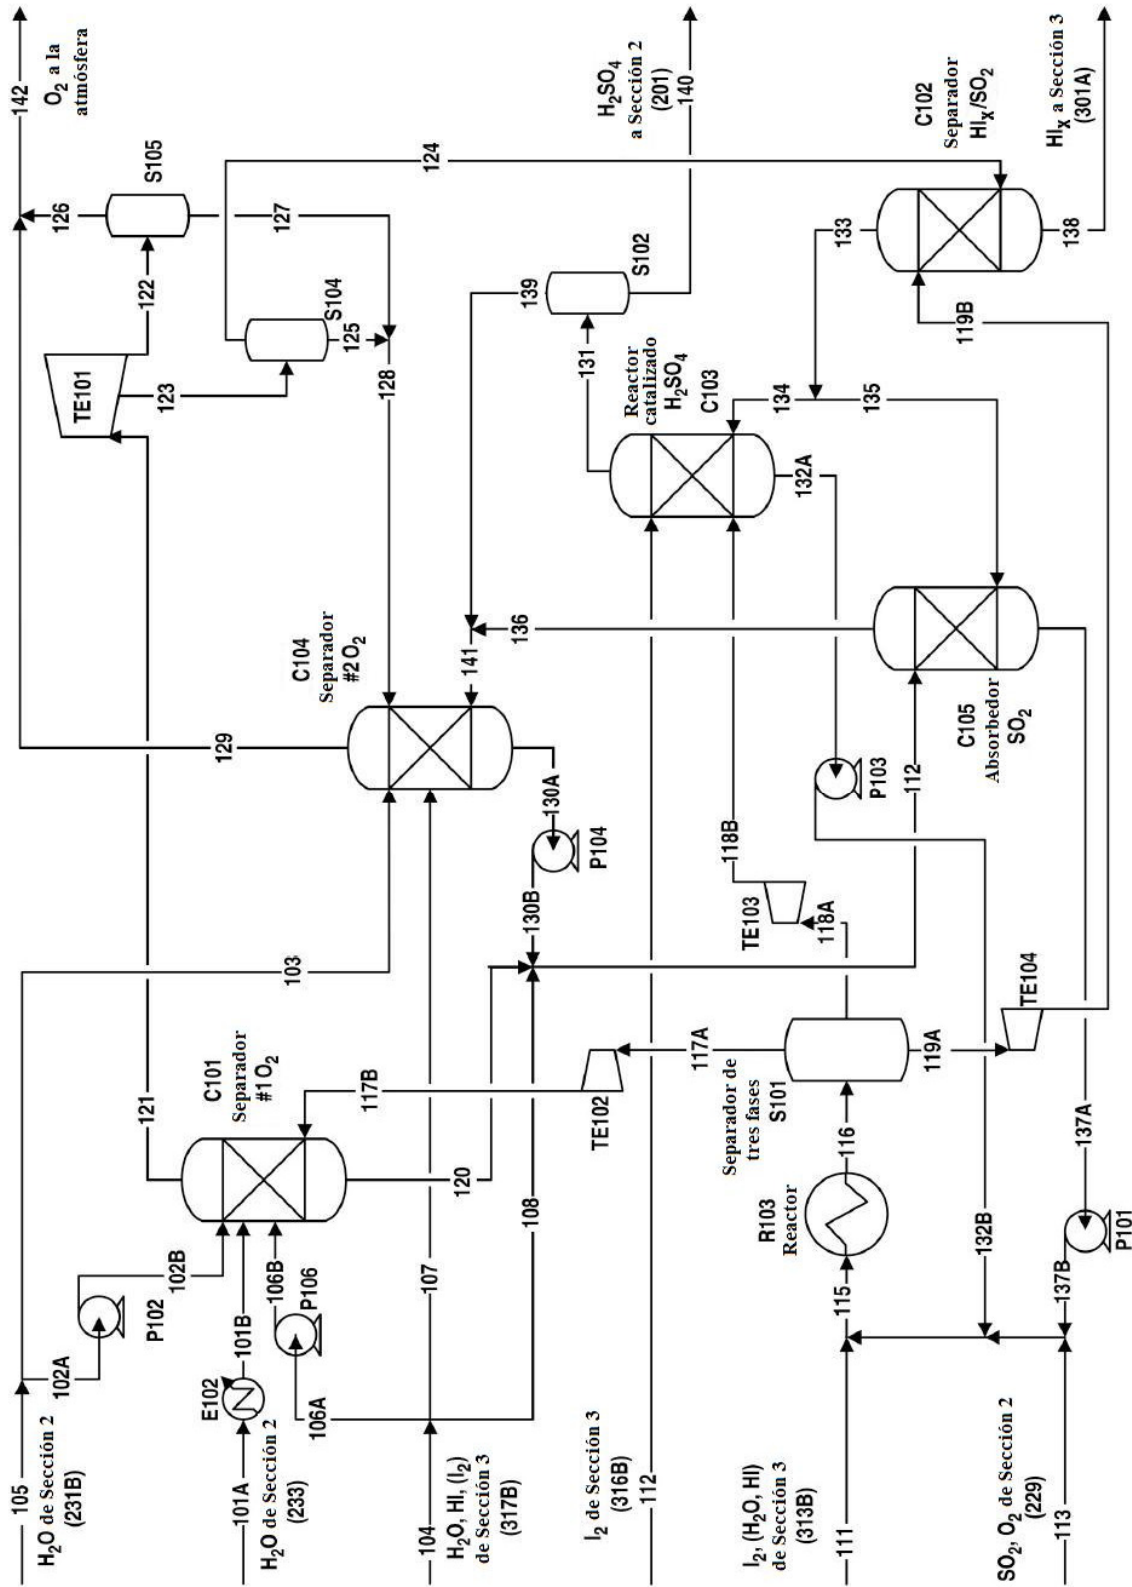 105
H2O de Sección 2
(231B)
102A
P102
102B
101A
H2O de Sección 2
(233)
E102
101B
106A
P106
106B
104
H2O, HI, (I2)
de Sección 3
(317B)
107
108
C101
Separador
#1 O2
121
120
117B
TE102
103
129
C104
Separador
#2 O2
130A
P104
130B
141
128
TE101
123
122
S104
125
S105
126
127
124
142
O2 a la
atmósfera
I2 de Sección 3
(316B)
112
I2, (H2O, HI)
de Sección 3
(313B)
111
SO2, O2 de Sección 2
(229)
113
115
R103
Reactor
116
Separador de
tres fases
S101
117A
118A
TE103
118B
119A
TE104
132B
137B
P101
137A
112
P103
C105
Absorbedor
SO2
136
132A
Reactor
catalizado
H2SO4
C103
134
135
131
139
S102
H2SO4
a Sección 2
(201)
140
133
119B
C102
Separador
HIx/SO2
138
HIx a Sección 3
(301A)